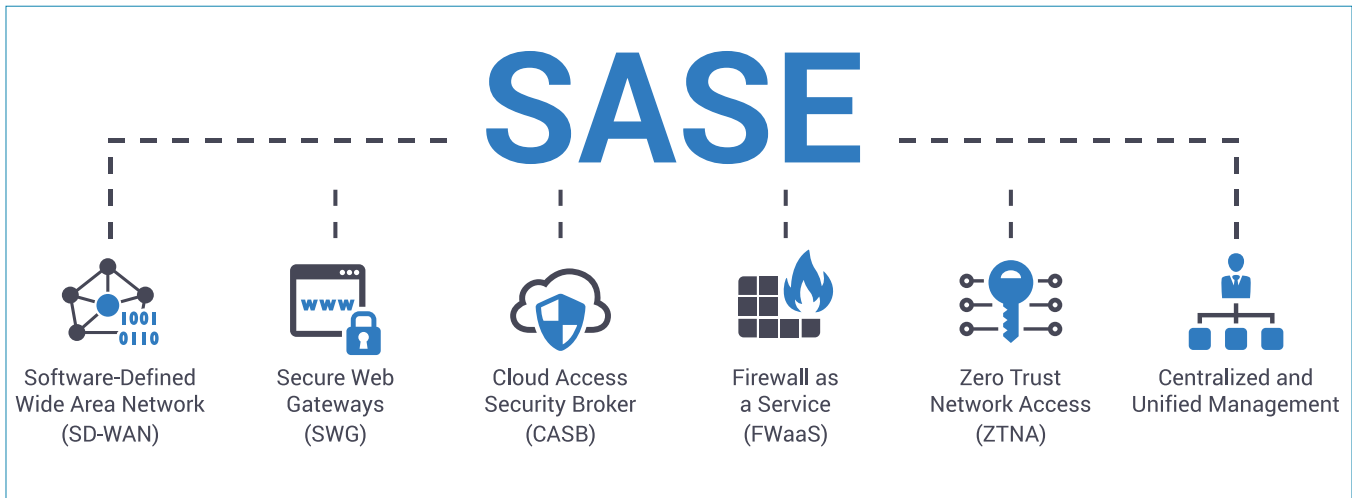 SASE
www
1001
0110
Software-Defined
Wide Area Network
(SD-WAN)
Secure Web
Gateways
(SWG)
Cloud Access
Security Broker
(CASB)
Firewall as
a Service
(FWaaS)
Zero Trust
Network Access
(ZTNA)
Centralized and
Unified Management